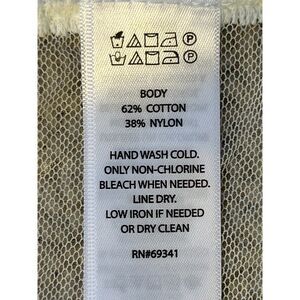 BODY
62% COTTON
38% NYLON
HAND WASH COLD.
ONLY NON-CHLORINE
BLEACH WHEN NEEDED.
LINE DRY.
LOW IRON IF NEEDED
OR DRY CLEAN
RN#69341